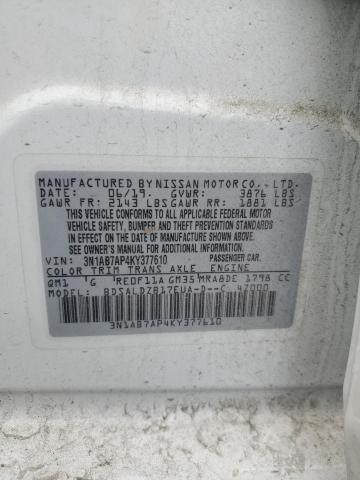 MANUFACTURED BY NISSAN MOTOR CO., LTD.
DATE: 06/19. GVWR: 3876 LBS
GAWR FR: 2143 LBS GAWR RR: 1881 LBS
THIS VEHICLE CONFORMS TO ALL APPLICABLE FEDERAL MOTOR
VEHICLE SAFETY, BUMPER, AND THEFT PREVENTION STANDARDS
IN EFFECT ON THE DATE OF MANUFACTURE SHOWN ABOVE.
SEE OWNER'S MANUAL FOR ADDITIONAL INFORMATION
VIN: 3N1AB7AP4KY377610 PASSENGER CAR.
COLOR TRIM TRANS AXLE ENGINE
QM1 G RE0F11A GM35 MRA8DE 1798 CC
MODEL: BDSALDZB17EUA-D--C 47000
3N1AB7AP4KY377610